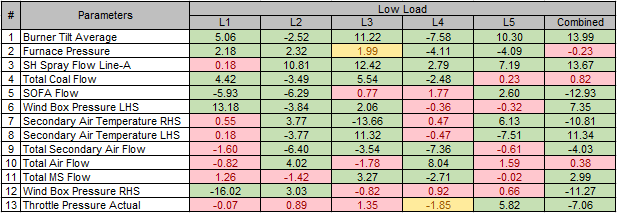 # Parameters Low Load
L1 L2 L3 L4 L5 Combined
1 Burner Tilt Average 5.06 -2.52 11.22 -7.58 10.30 13.99
2 Furnace Pressure 2.18 2.32 1.99 -4.11 -4.09 -0.23
3 SH Spray Flow Line-A 0.18 10.81 12.42 2.79 7.19 13.67
4 Total Coal Flow 4.42 -3.49 5.54 -2.48 0.23 0.82
5 SOFA Flow -5.93 -6.29 0.77 1.77 2.60 -12.93
6 Wind Box Pressure LHS 13.18 -3.84 2.06 -0.36 -0.32 7.35
7 Secondary Air Temperature RHS 0.55 3.77 -13.66 0.47 6.13 -10.81
8 Secondary Air Temperature LHS 0.18 -3.77 11.32 -0.47 -7.51 11.34
9 Total Secondary Air Flow -1.60 -6.40 -3.54 -7.36 -0.61 -4.03
10 Total Air Flow -0.82 4.02 -1.78 8.04 1.59 0.38
11 Total MS Flow 1.26 -1.42 3.27 -2.71 -0.02 2.99
12 Wind Box Pressure RHS -16.02 3.03 -0.82 0.92 0.66 -11.27
13 Throttle Pressure Actual -0.07 0.89 1.35 -1.85 5.82 -7.06